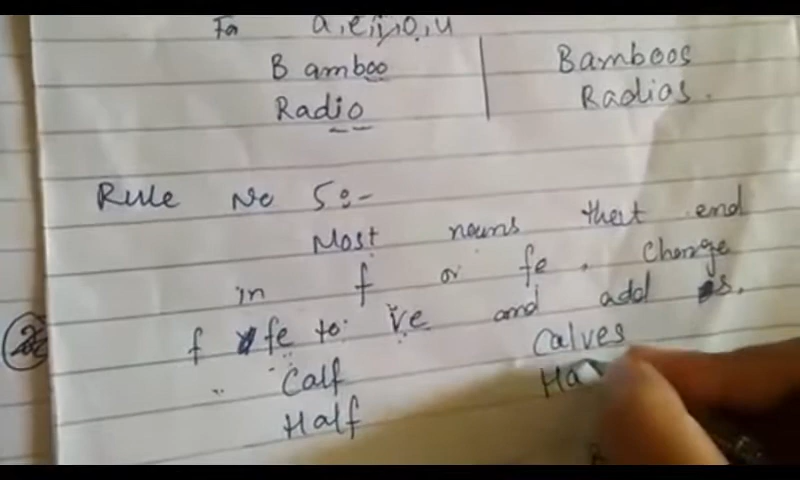 a, e, i, o, u
Bamboo Bamboos
Radio Radios.
Rule No 5:-
Most nouns that end
in f or fe. Change
f fe to ve and add s.
Calf Calves
Half Ha